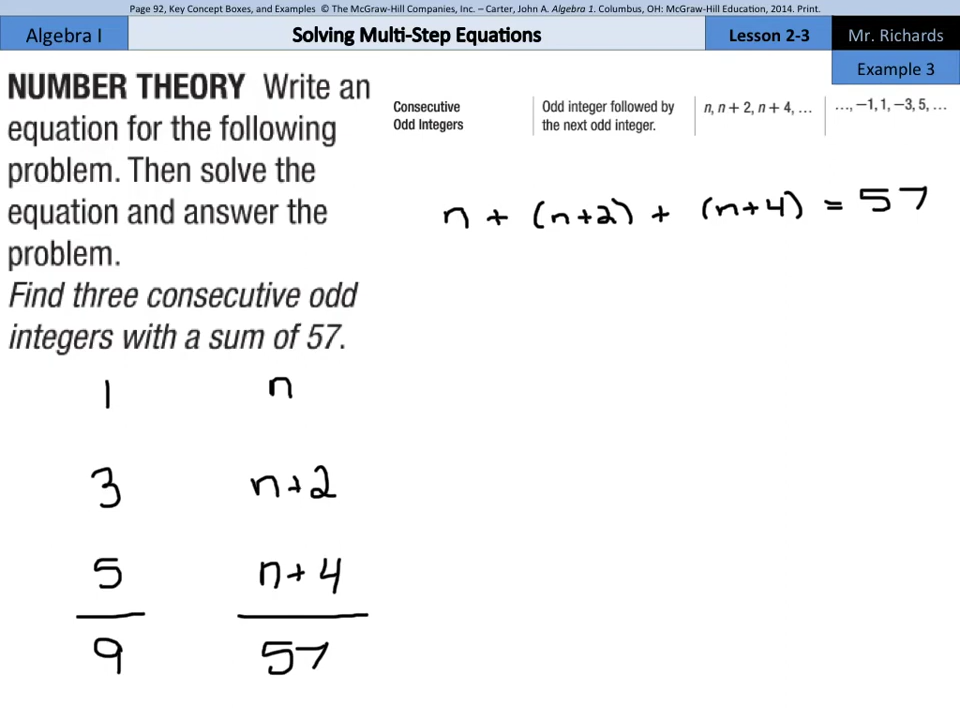 Page 92, Key Concept Boxes, and Examples © The McGraw-Hill Companies, Inc. – Carter, John A. Algebra 1. Columbus, OH: McGraw-Hill Education, 2014. Print.
Algebra I
Solving Multi-Step Equations
Lesson 2-3
Mr. Richards
Example 3
NUMBER THEORY Write an
equation for the following
problem. Then solve the
equation and answer the
problem.
Find three consecutive odd
integers with a sum of 57.
Consecutive
Odd Integers
Odd integer followed by
the next odd integer.
n, n + 2, n + 4, …
…, −1, 1, −3, 5, …
n + (n+2) + (n+4) = 57
1 n
3 n+2
5 n+4
9 57